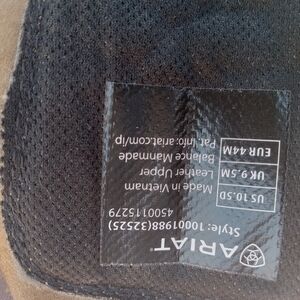 ARIAT
Style: 10001988(32525)
4500115279
US 10.5D
Made in Vietnam
UK 9.5M
Leather Upper
EUR 44M
Balance Manmade
Pat. info: ariat.com/ip